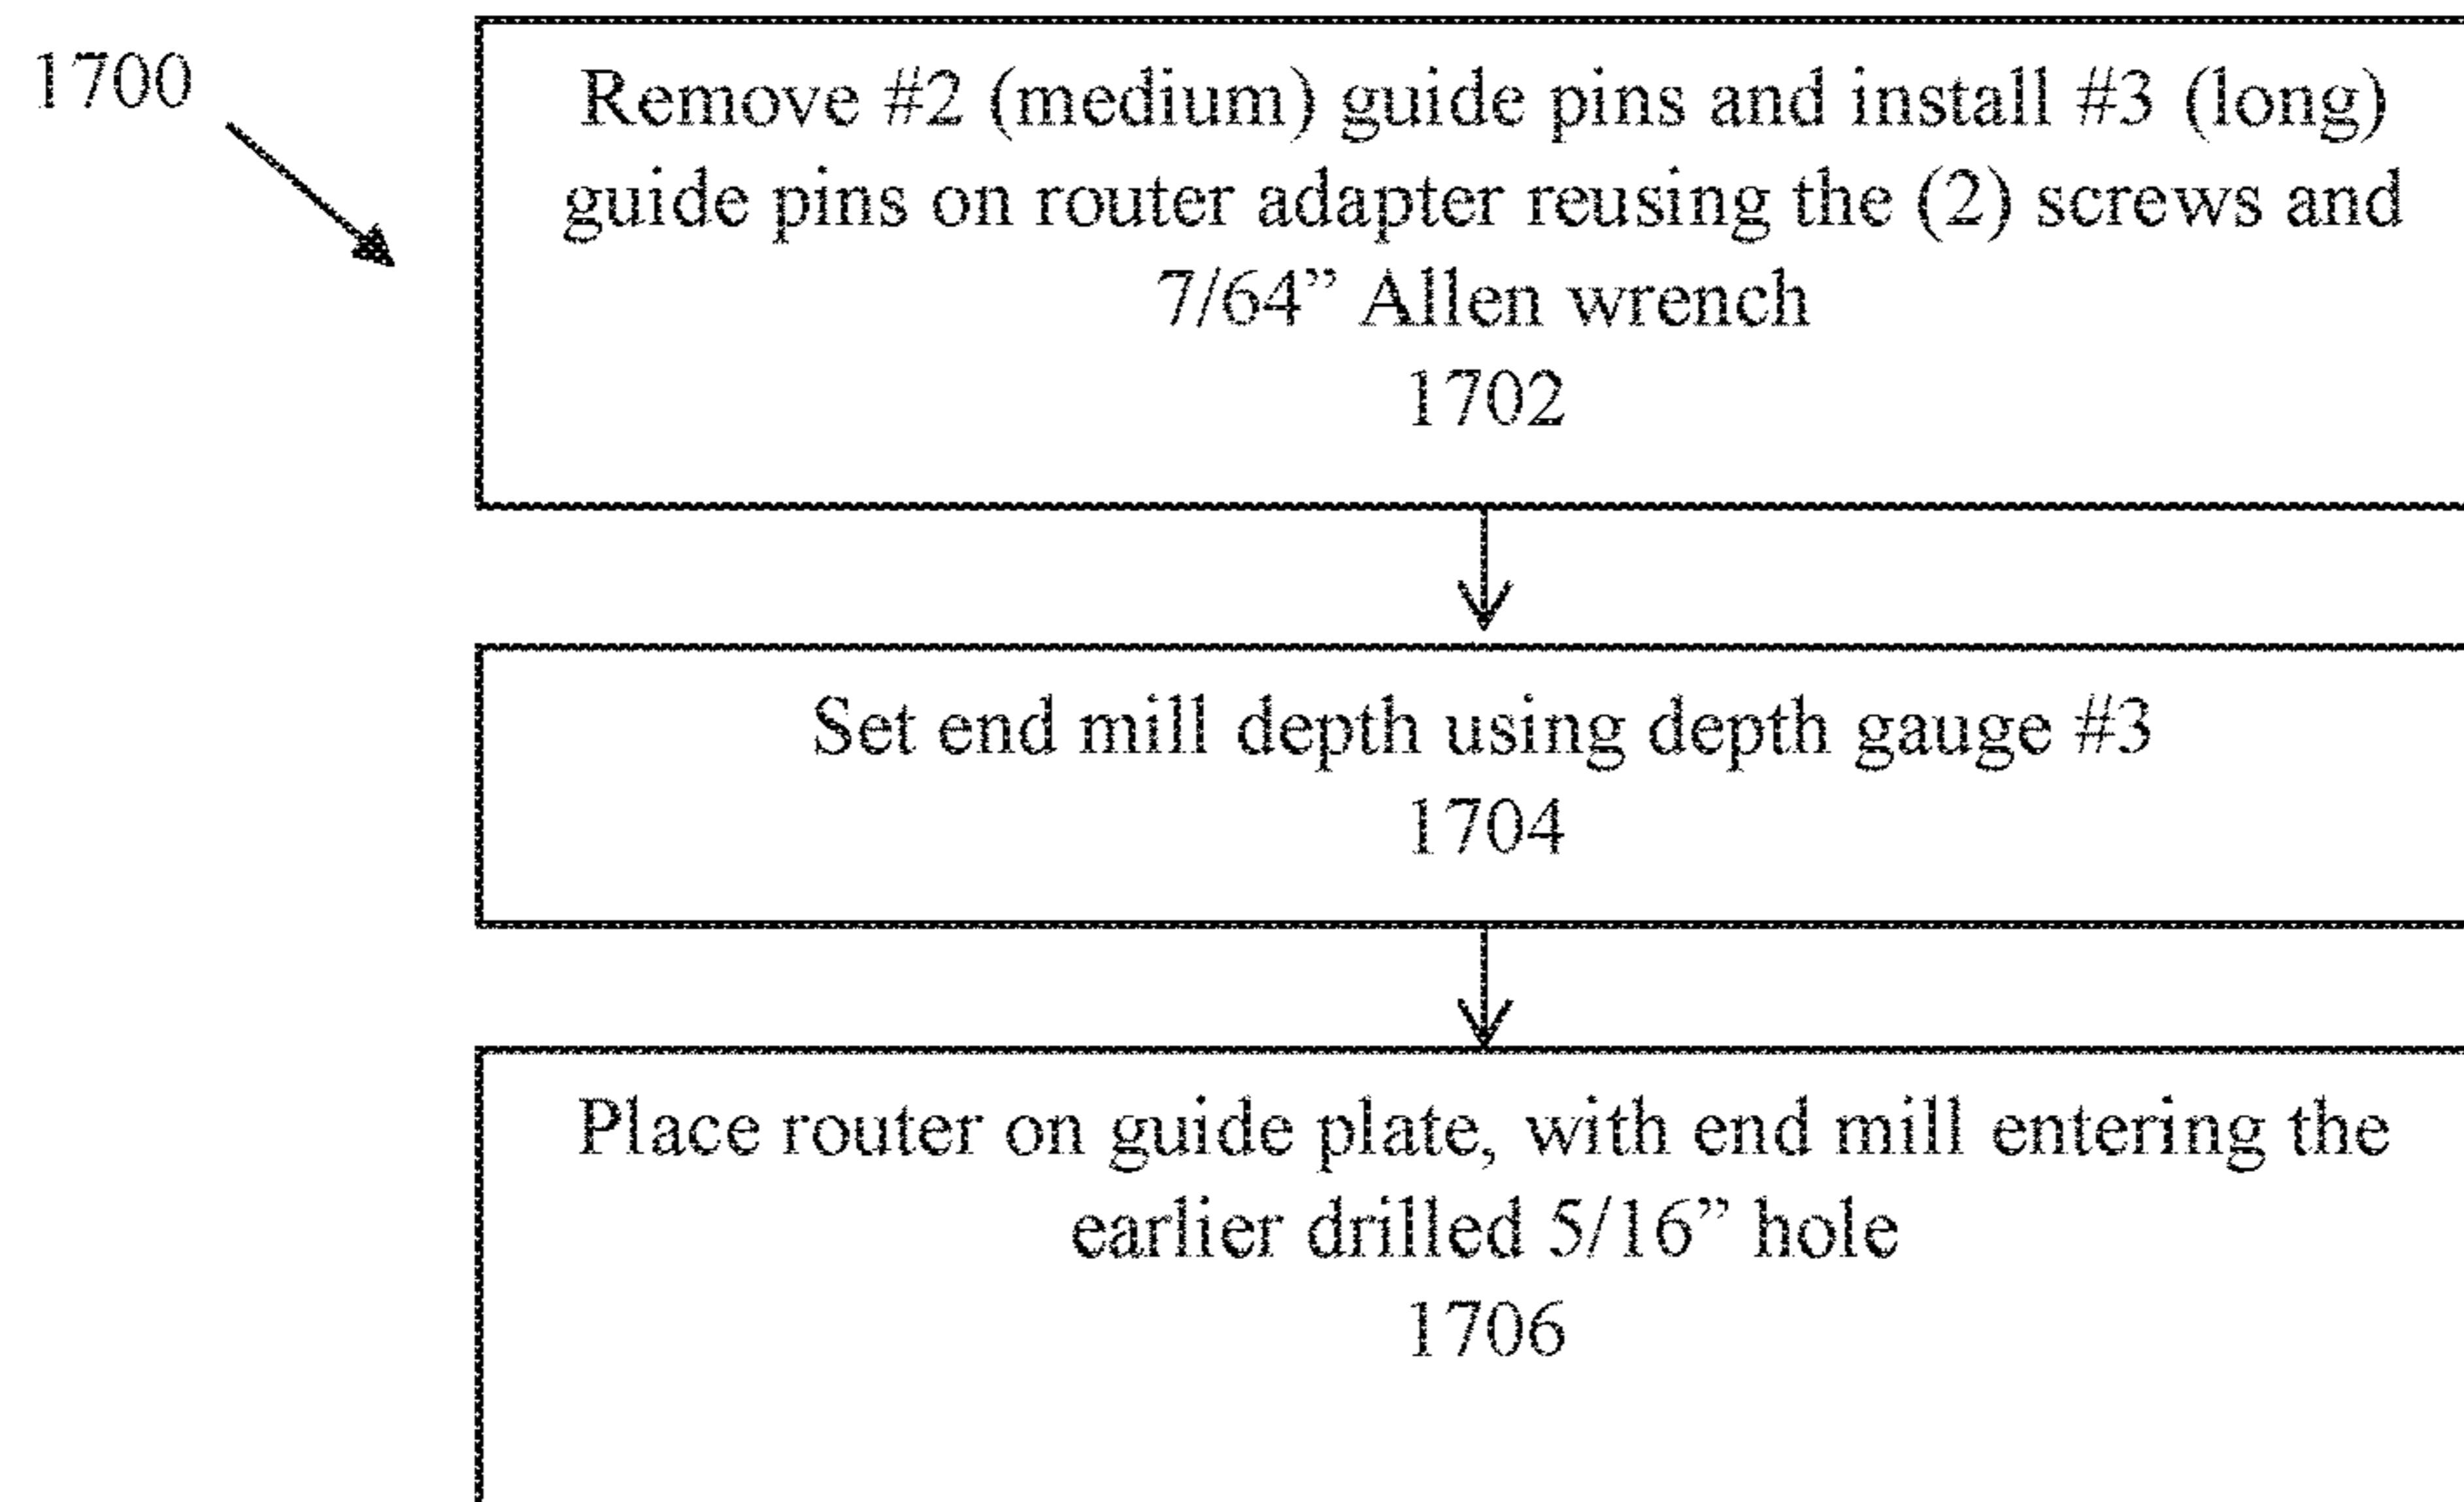 1700
Remove #2 (medium) guide pins and install #3 (long)
guide pins on router adapter reusing the (2) screws and
7/64” Allen wrench
1702
Set end mill depth using depth gauge #3
1704
Place router on guide plate, with end mill entering the
earlier drilled 5/16” hole
1706